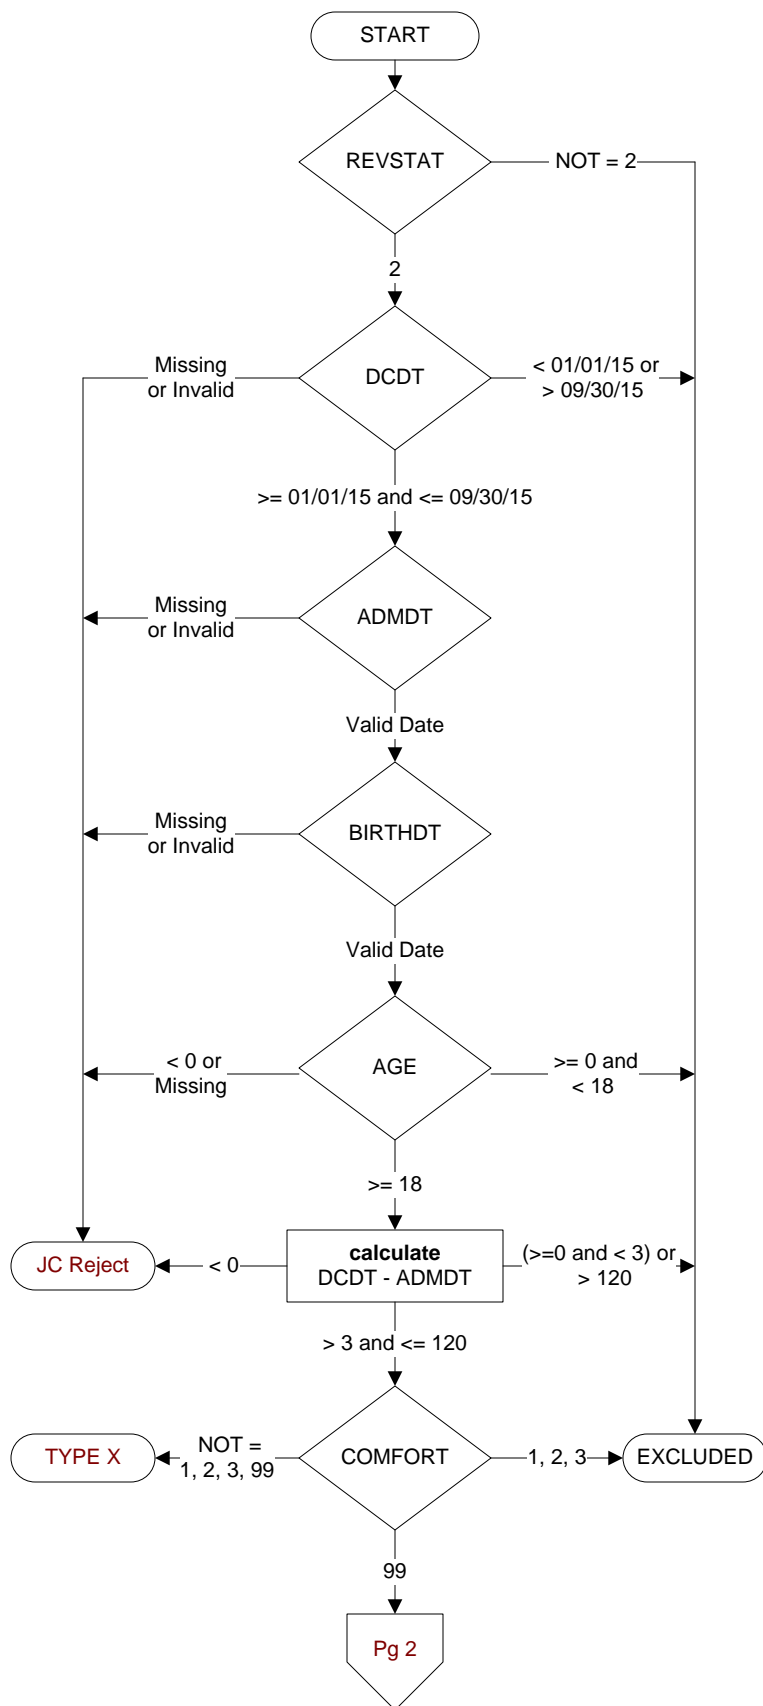 START
REVSTAT
NOT = 2
2
Missing
or Invalid
DCDT
< 01/01/15 or
> 09/30/15
>= 01/01/15 and <= 09/30/15
Missing
or Invalid
ADMDT
Valid Date
Missing
or Invalid
BIRTHDT
Valid Date
< 0 or
Missing
AGE
>= 0 and
< 18
>= 18
JC Reject
< 0
calculate
DCDT - ADMDT
(>=0 and < 3) or
> 120
> 3 and <= 120
TYPE X
NOT =
1, 2, 3, 99
COMFORT
1, 2, 3
EXCLUDED
99
Pg 2